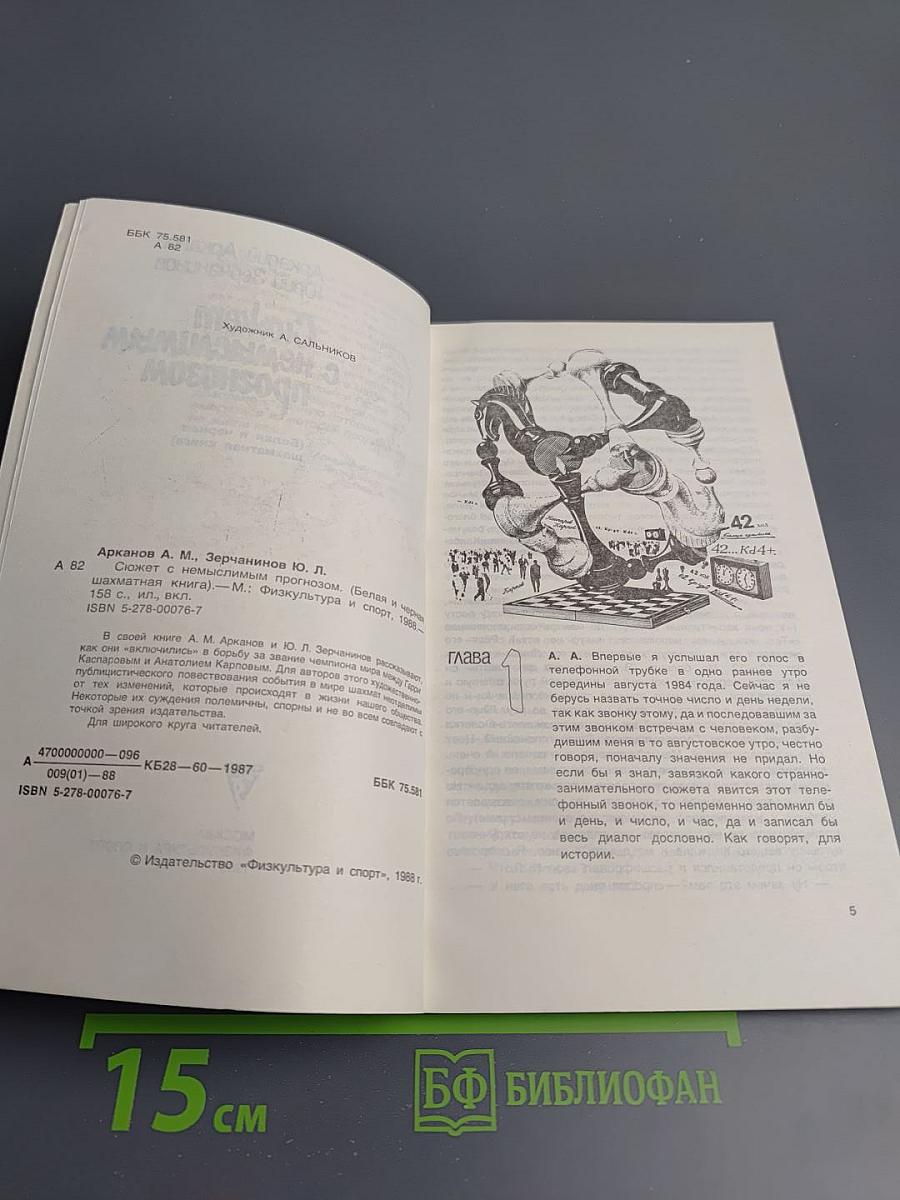 ББК 75.581
А 82
Художник А. САЛЬНИКОВ
Арканов А. М., Зерчанинов Ю. Л.
А 82 Сюжет с немыслимым прогнозом. (Белая и черная
шахматная книга).— М.: Физкультура и спорт, 1988.—
158 с., ил., вкл.
ISBN 5-278-00076-7
В своей книге А. М. Арканов и Ю. Л. Зерчанинов рассказывают,
как они «включились» в борьбу за звание чемпиона мира между Гарри
Каспаровым и Анатолием Карповым. Для авторов этого художественно-
публицистического повествования события в мире шахмат неотделимы
от тех изменений, которые происходят в жизни нашего общества.
Некоторые их суждения полемичны, спорны и не во всем совпадают с
точкой зрения издательства.
Для широкого круга читателей.
А 4700000000—096
009(01)—88 КБ28—60—1987
ББК 75.581
ISBN 5-278-00076-7
© Издательство «Физкультура и спорт», 1988 г.
42
42...Kd4+.
ГЛАВА 1
А. А. Впервые я услышал его голос в
телефонной трубке в одно раннее утро
середины августа 1984 года. Сейчас я не
берусь назвать точное число и день недели,
так как звонку этому, да и последовавшим за
этим звонком встречам с человеком, разбу-
дившим меня в то августовское утро, честно
говоря, поначалу значения не придал. Но
если бы я знал, завязкой какого странно-
занимательного сюжета явится этот теле-
фонный звонок, то непременно запомнил бы
и день, и число, и час, да и записал бы
весь диалог дословно. Как говорят, для
истории.
5
15 см
БФ БИБЛИОФАН